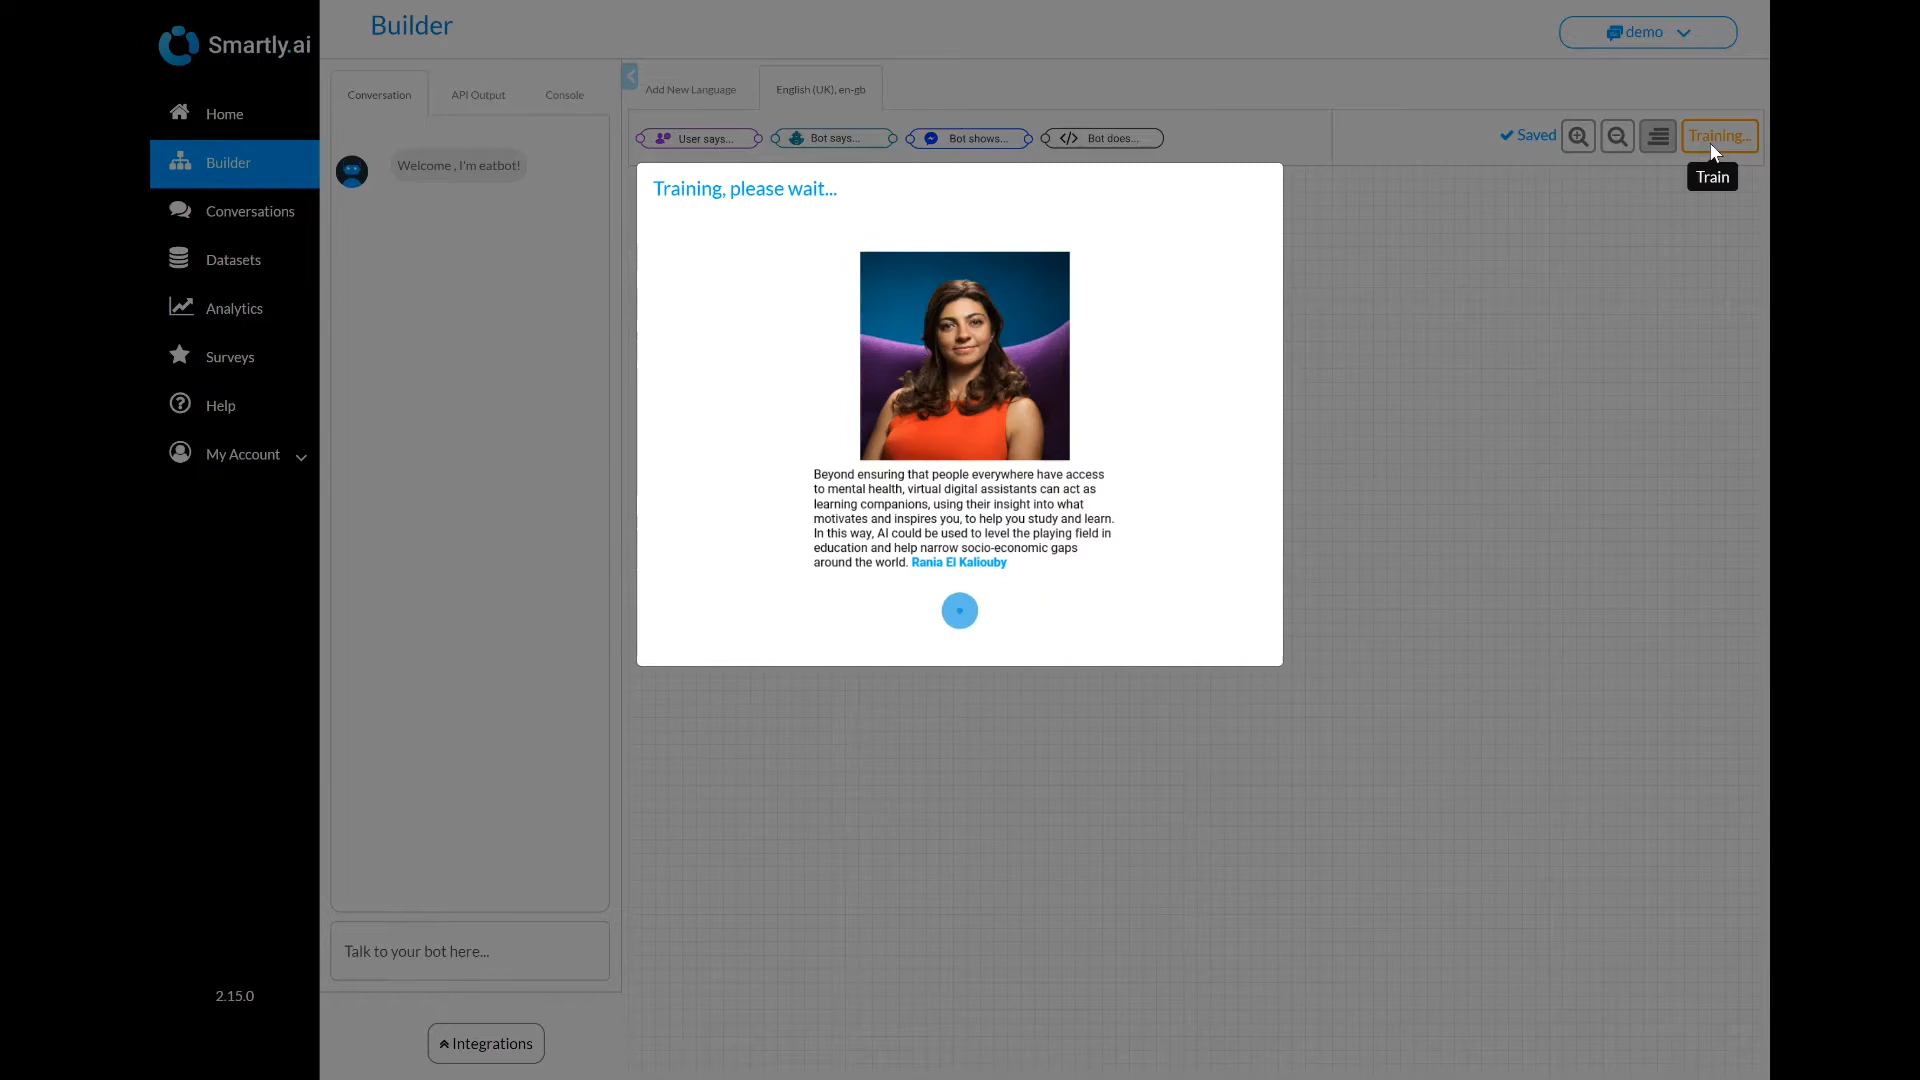 Smartly.ai
Builder
demo
Home
Builder
Conversations
Datasets
Analytics
Surveys
Help
My Account
2.15.0
Conversation
API Output
Console
Welcome , I'm eatbot!
Talk to your bot here...
Integrations
Add New Language
English (UK), en-gb
User says...
Bot says...
Bot shows...
Bot does...
Saved
Training...
Train
Training, please wait...
Beyond ensuring that people everywhere have access
to mental health, virtual digital assistants can act as
learning companions, using their insight into what
motivates and inspires you, to help you study and learn.
In this way, AI could be used to level the playing field in
education and help narrow socio-economic gaps
around the world. Rania El Kaliouby